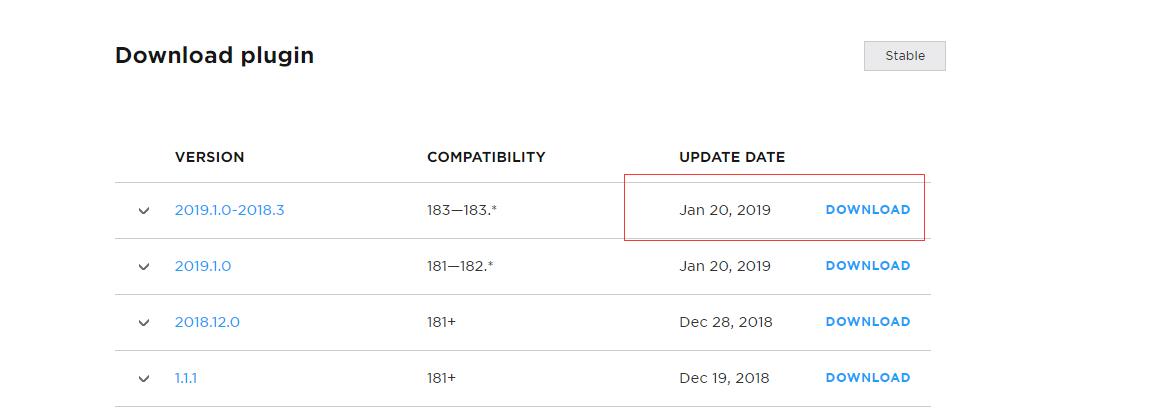 Download plugin
Stable
VERSION COMPATIBILITY UPDATE DATE
2019.1.0-2018.3 183—183.* Jan 20, 2019 DOWNLOAD
2019.1.0 181—182.* Jan 20, 2019 DOWNLOAD
2018.12.0 181+ Dec 28, 2018 DOWNLOAD
1.1.1 181+ Dec 19, 2018 DOWNLOAD